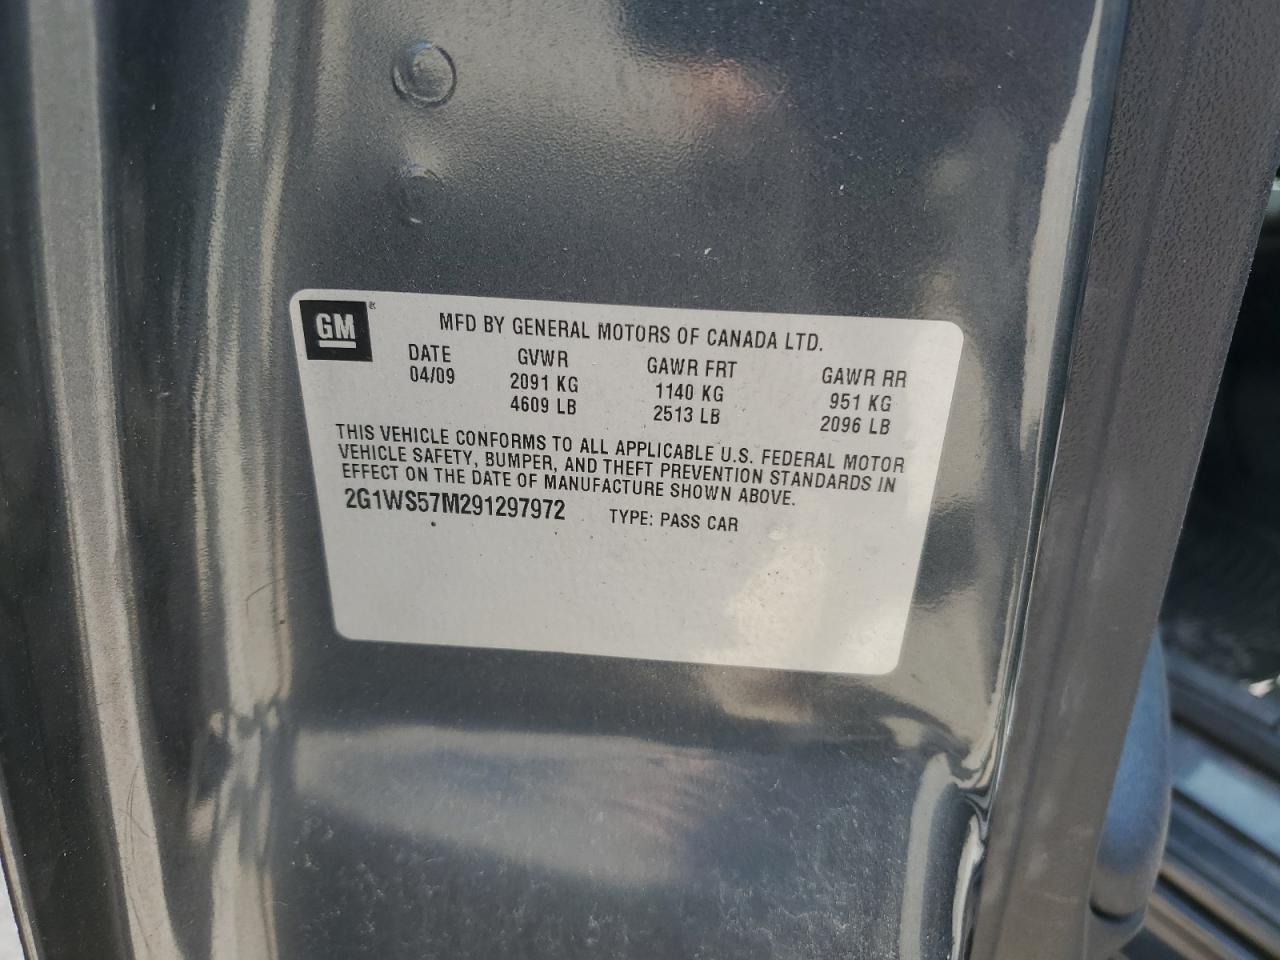 GM
MFD BY GENERAL MOTORS OF CANADA LTD.
DATE GVWR GAWR FRT GAWR RR
04/09 2091 KG 1140 KG 951 KG
4609 LB 2513 LB 2096 LB
THIS VEHICLE CONFORMS TO ALL APPLICABLE U.S. FEDERAL MOTOR
VEHICLE SAFETY, BUMPER, AND THEFT PREVENTION STANDARDS IN
EFFECT ON THE DATE OF MANUFACTURE SHOWN ABOVE.
2G1WS57M291297972 TYPE: PASS CAR